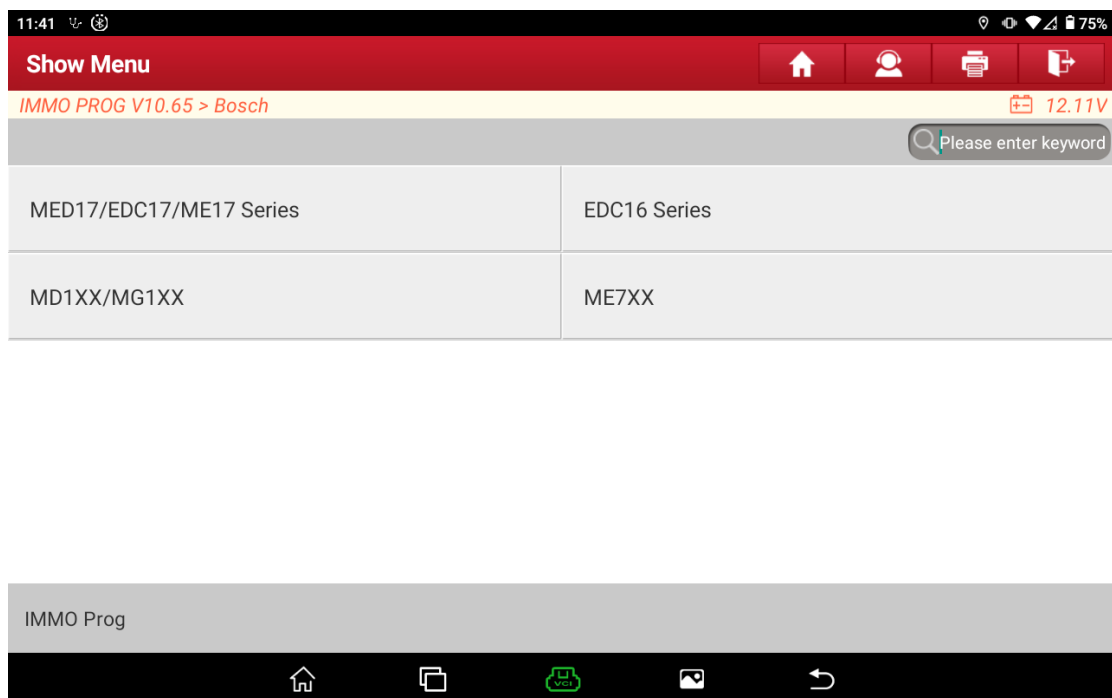 11:41 75%
Show Menu
IMMO PROG V10.65 > Bosch 12.11V
Please enter keyword
MED17/EDC17/ME17 Series EDC16 Series
MD1XX/MG1XX ME7XX
IMMO Prog
VCI